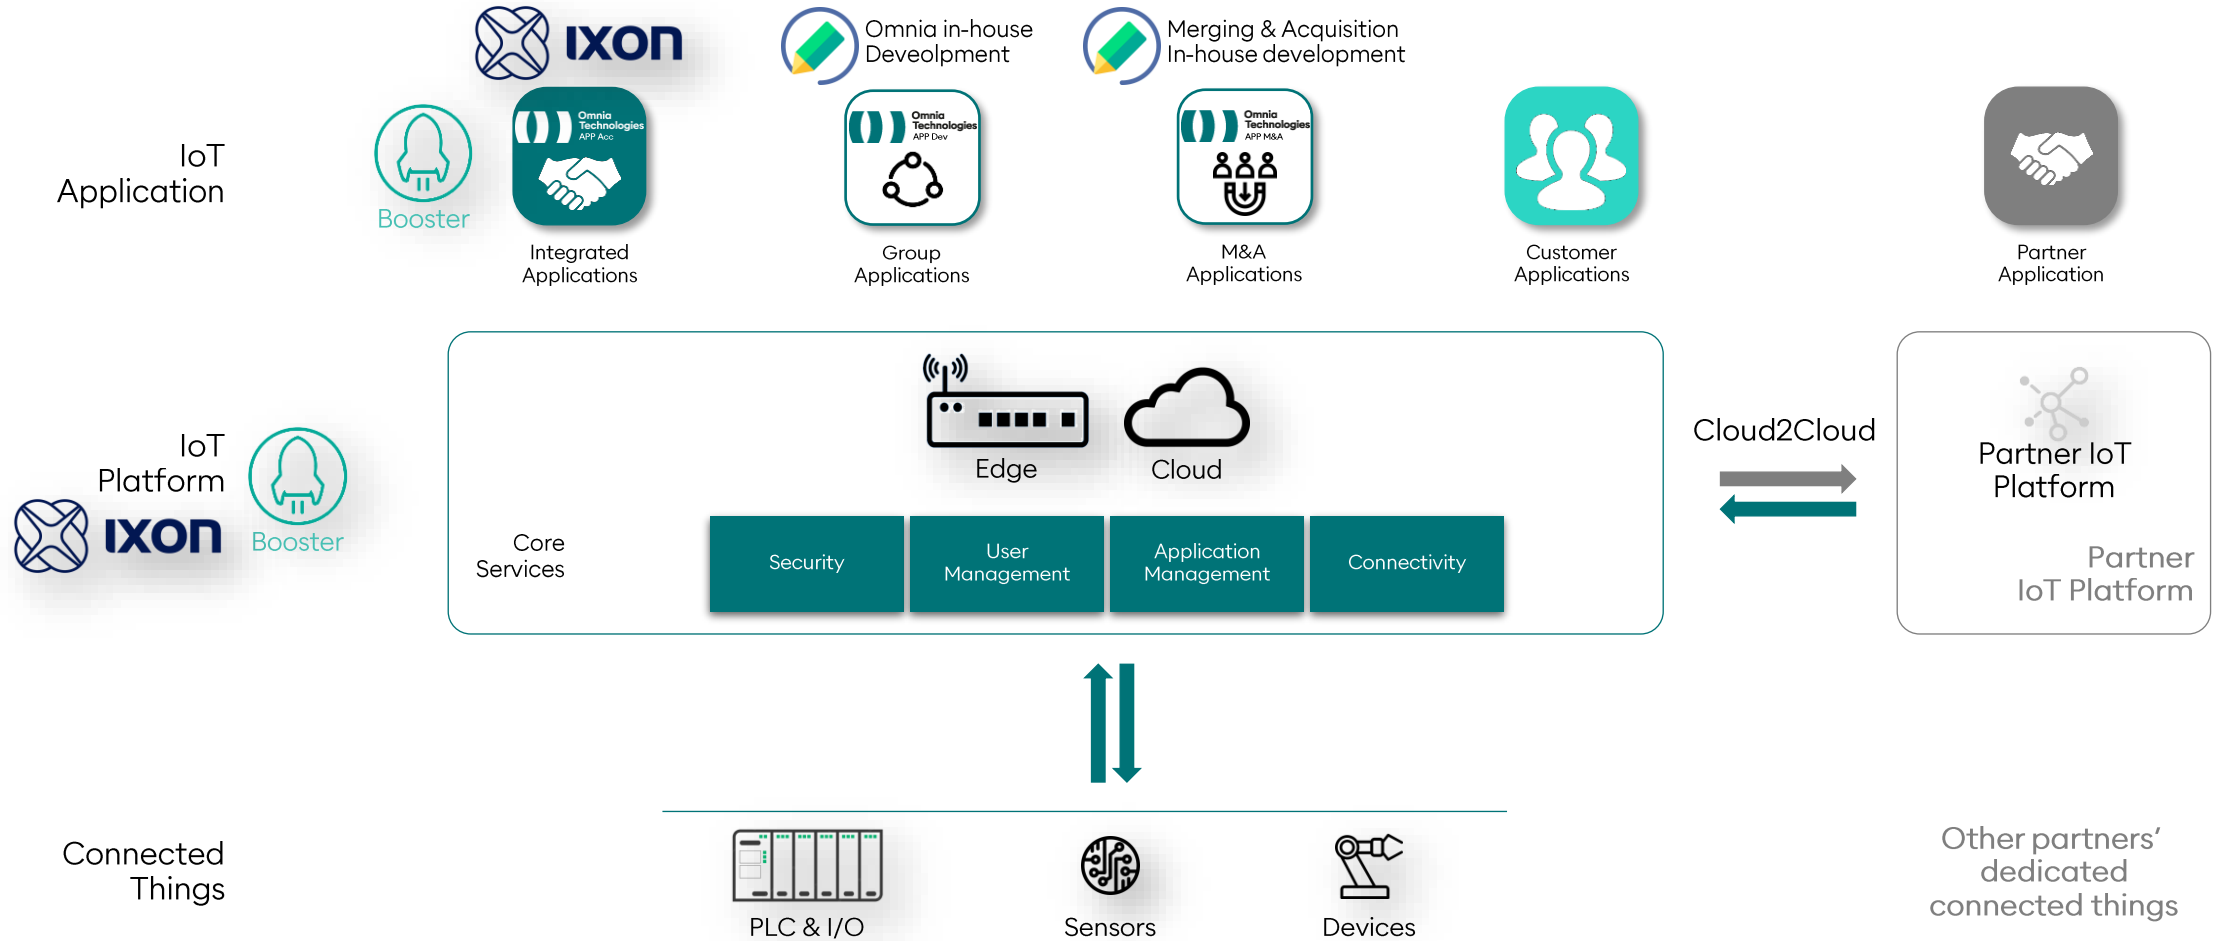 IXON
Omnia in-house
Deveolpment
Merging & Acquisition
In-house development
IoT
Application
Booster
Omnia
Technologies
APP Acc
Omnia
Technologies
APP Dev
Omnia
Technologies
APP M&A
Integrated
Applications
Group
Applications
M&A
Applications
Customer
Applications
Partner
Application
IoT
Platform
IXON
Booster
Edge
Cloud
Core
Services
Security
User
Management
Application
Management
Connectivity
Cloud2Cloud
Partner IoT
Platform
Partner
IoT Platform
Connected
Things
PLC & I/O
Sensors
Devices
Other partners’
dedicated
connected things